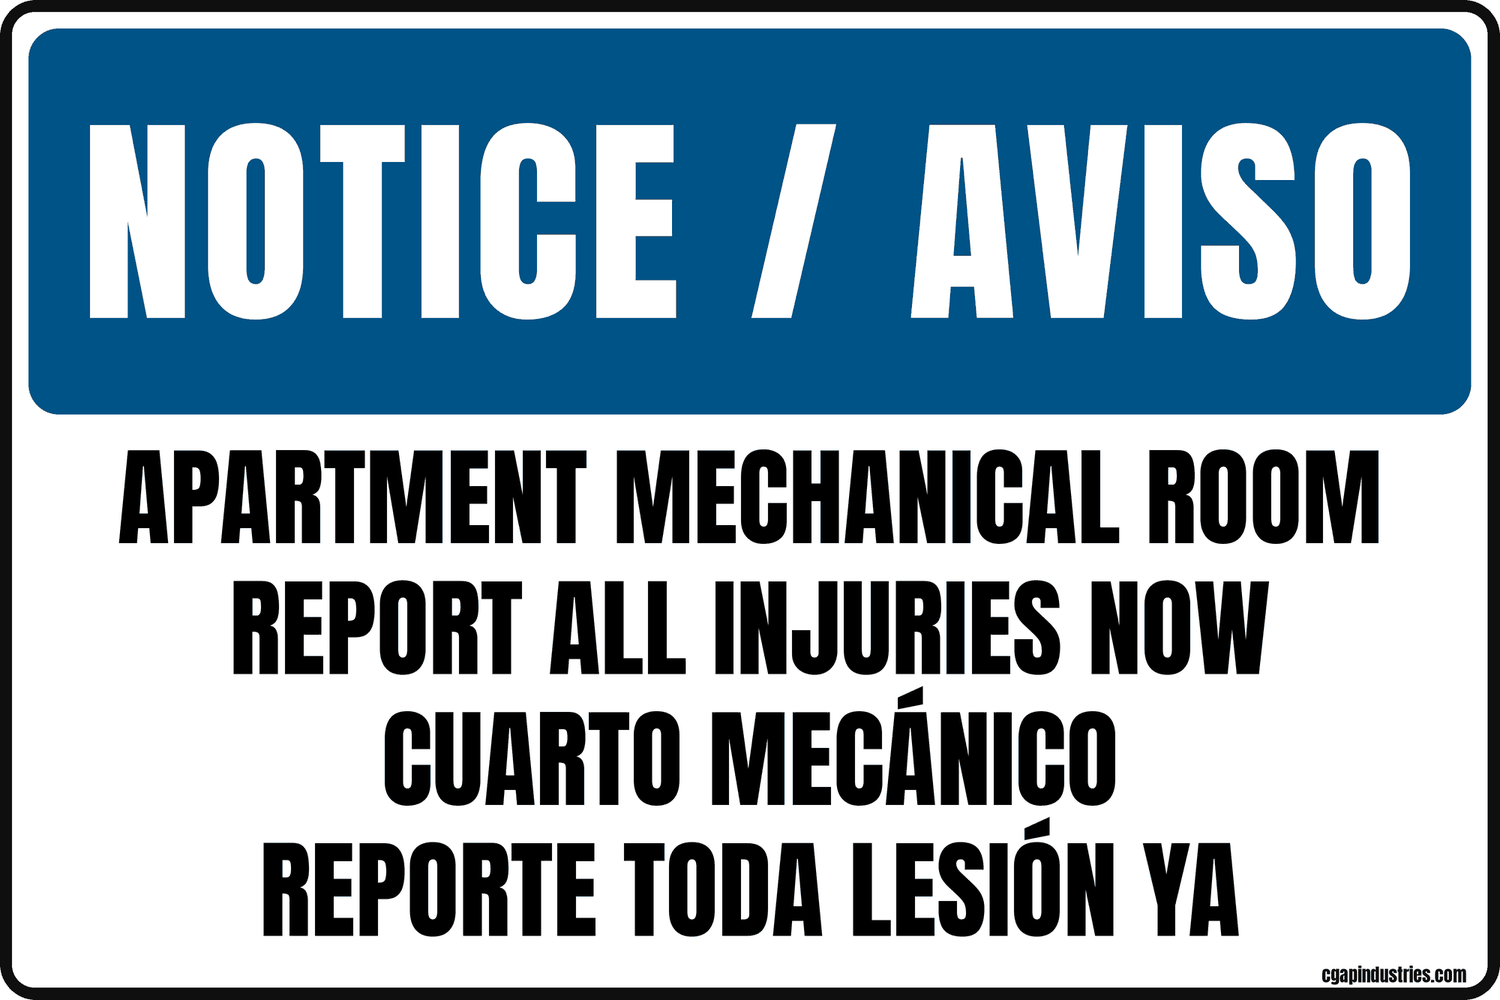 NOTICE / AVISO
APARTMENT MECHANICAL ROOM
REPORT ALL INJURIES NOW
CUARTO MECÁNICO
REPORTE TODA LESIÓN YA
cgapindustries.com